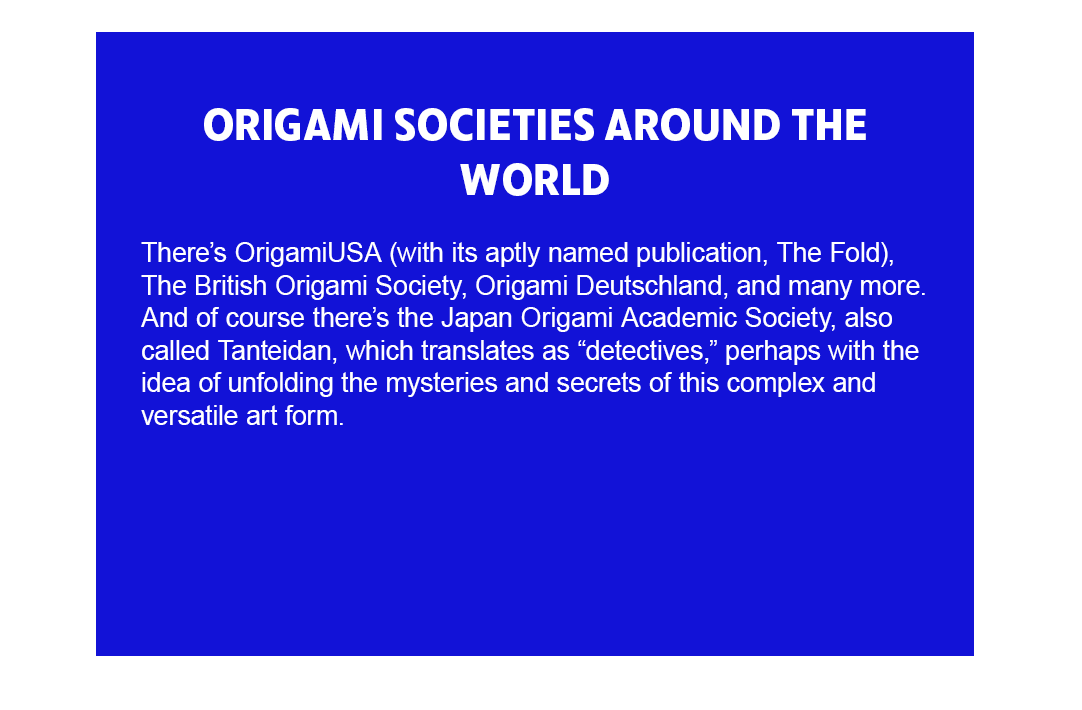 ORIGAMI SOCIETIES AROUND THE
WORLD
There’s OrigamiUSA (with its aptly named publication, The Fold),
The British Origami Society, Origami Deutschland, and many more.
And of course there’s the Japan Origami Academic Society, also
called Tanteidan, which translates as “detectives,” perhaps with the
idea of unfolding the mysteries and secrets of this complex and
versatile art form.